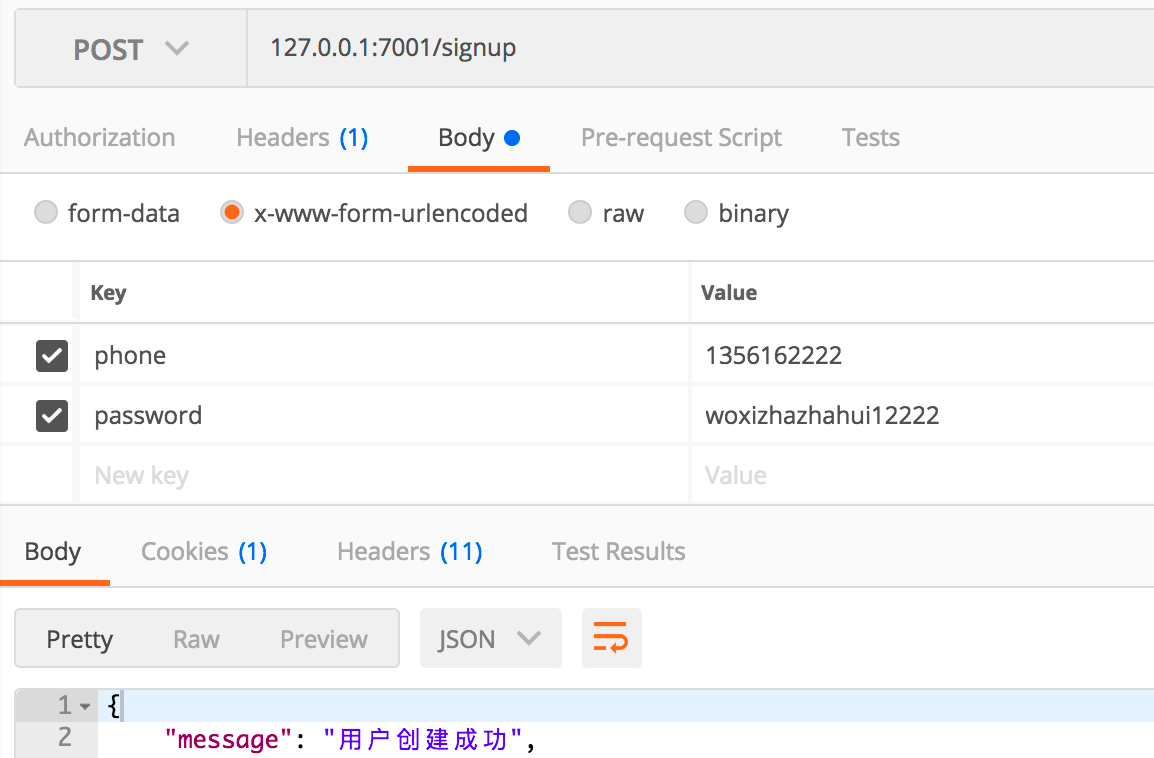 POST 127.0.0.1:7001/signup
Authorization Headers (1) Body Pre-request Script Tests
form-data x-www-form-urlencoded raw binary
Key Value
phone 1356162222
password woxizhazhahui12222
New key Value
Body Cookies (1) Headers (11) Test Results
Pretty Raw Preview JSON
1 {
2 "message": "用户创建成功",